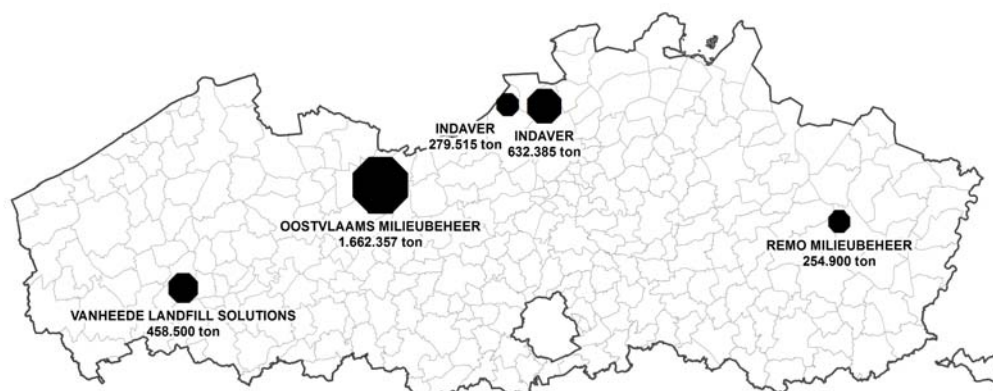 INDAVER
279.515 ton
INDAVER
632.385 ton
OOSTVLAAMS MILIEUBEHEER
1.662.357 ton
REMO MILIEUBEHEER
254.900 ton
VANHEEDE LANDFILL SOLUTIONS
458.500 ton